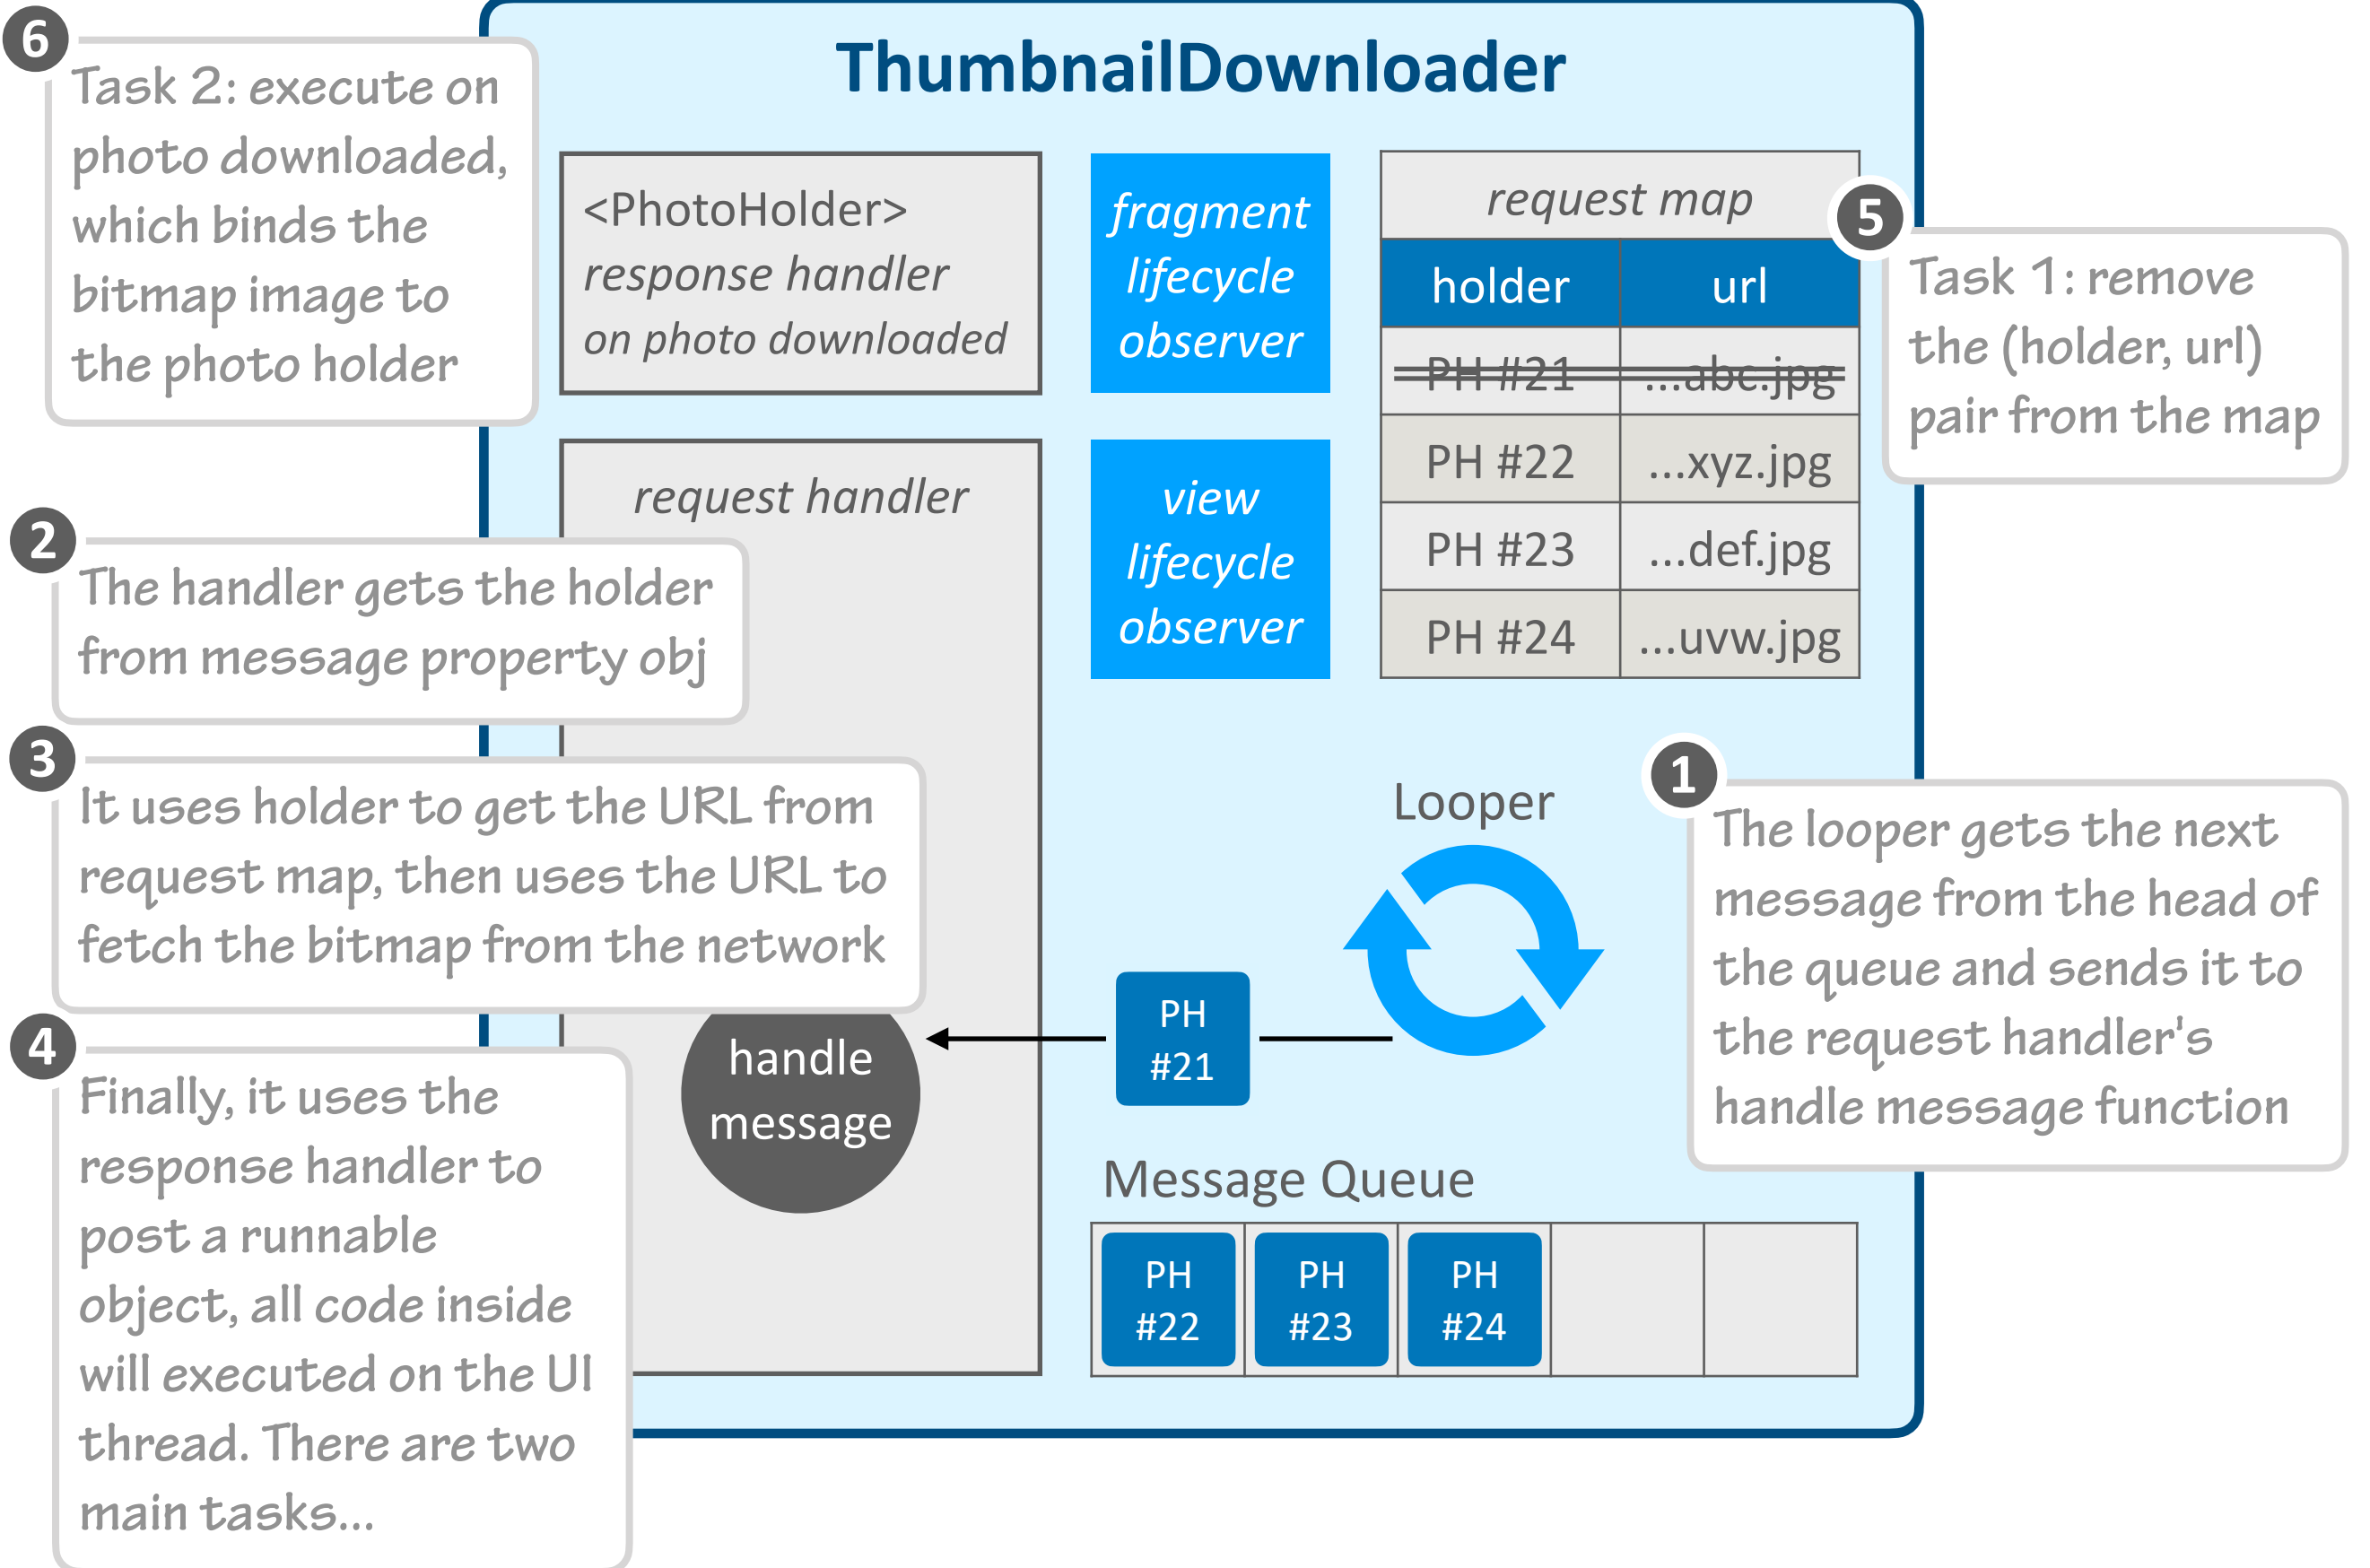 ThumbnailDownloader
6
Task 2: execute on
photo downloaded,
which binds the
bitmap image to
the photo holder
<PhotoHolder>
response handler
on photo downloaded
fragment
lifecycle
observer
request map
holder url
PH #21 ...abc.jpg
PH #22 ...xyz.jpg
PH #23 ...def.jpg
PH #24 ...uvw.jpg
5
Task 1: remove
the (holder, url)
pair from the map
request handler
view
lifecycle
observer
2
The handler gets the holder
from message property obj
3
It uses holder to get the URL from
request map, then uses the URL to
fetch the bitmap from the network
Looper
1
The looper gets the next
message from the head of
the queue and sends it to
the request handler's
handle message function
PH
#21
handle
message
4
Finally, it uses the
response handler to
post a runnable
object, all code inside
will executed on the UI
thread. There are two
main tasks...
Message Queue
PH
#22
PH
#23
PH
#24